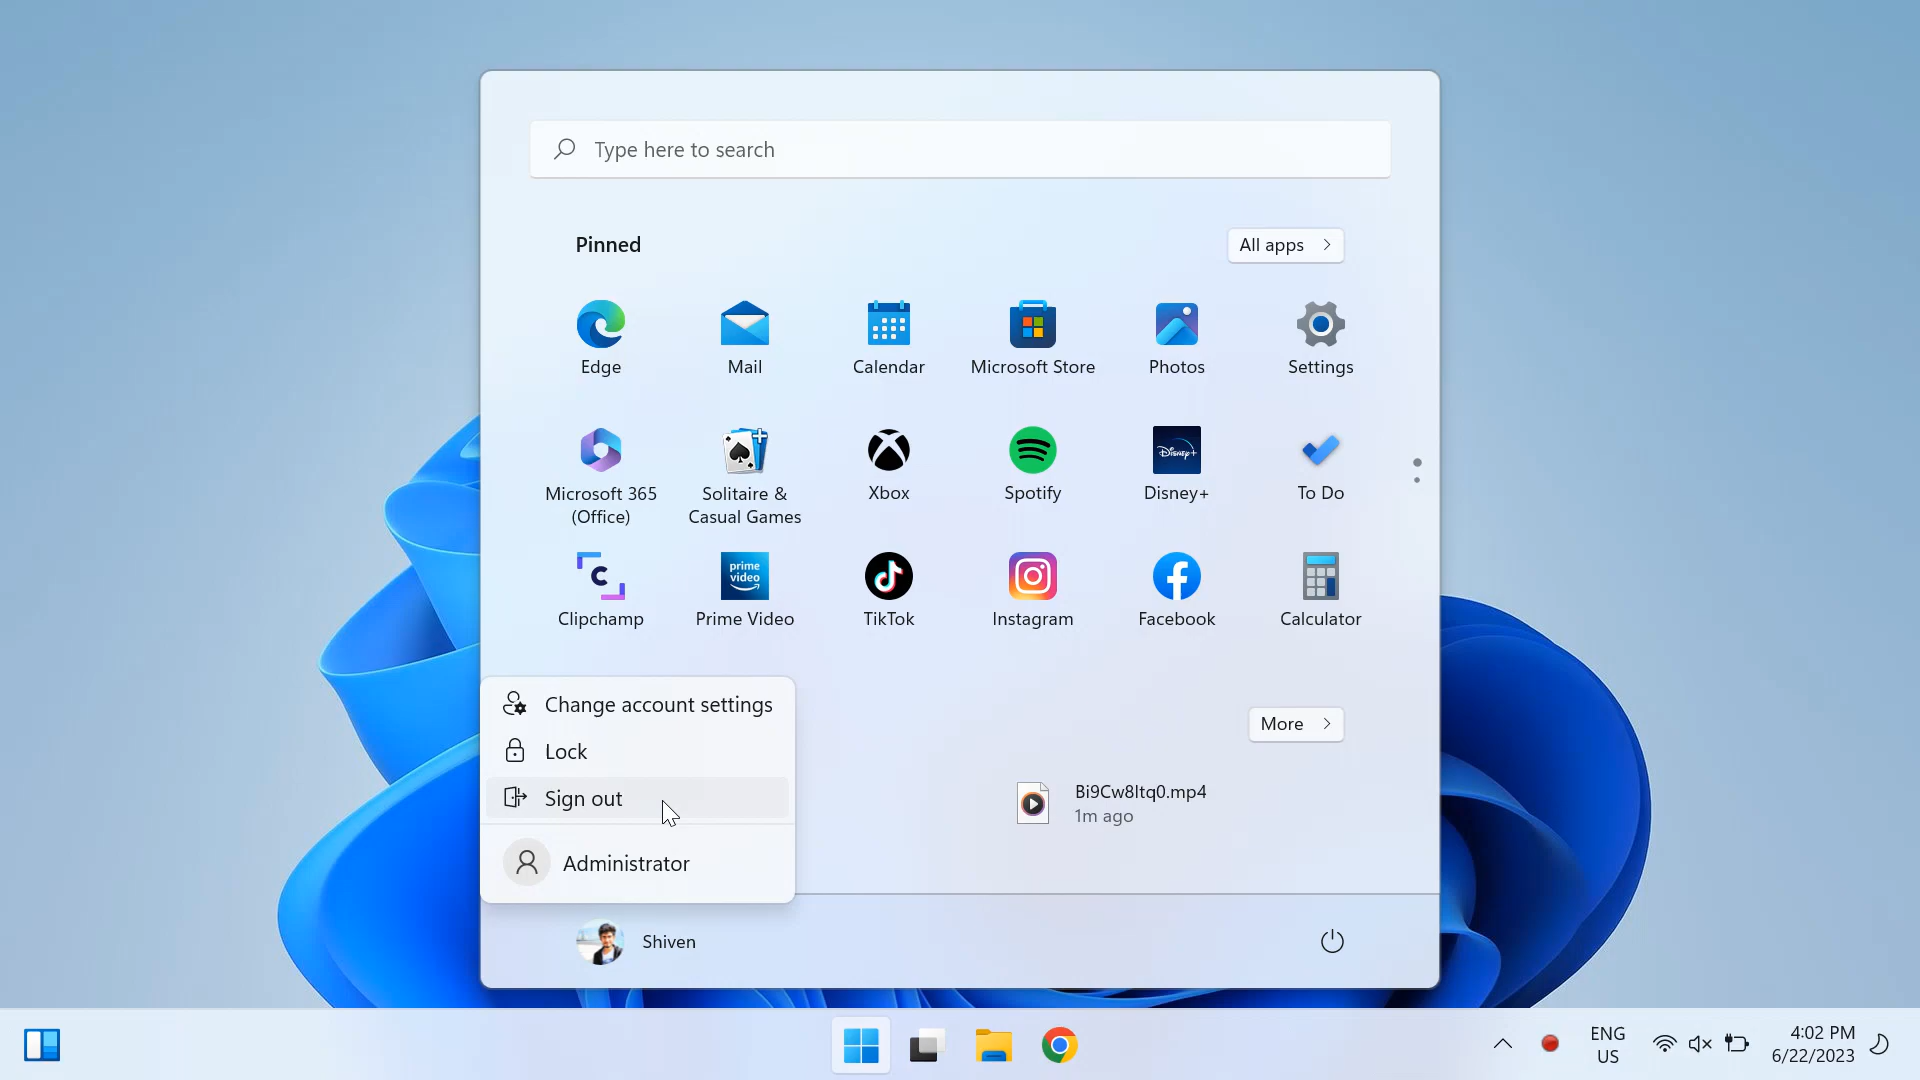 Type here to search
Pinned
All apps
Edge
Mail
Calendar
Microsoft Store
Photos
Settings
Disney+
Microsoft 365
(Office)
Solitaire &
Casual Games
Xbox
Spotify
Disney+
To Do
C
prime
video
Clipchamp
Prime Video
TikTok
Instagram
Facebook
Calculator
Change account settings
Lock
Sign out
Administrator
More
Bi9Cw8Itq0.mp4
1m ago
Shiven
ENG
US
4:02 PM
6/22/2023